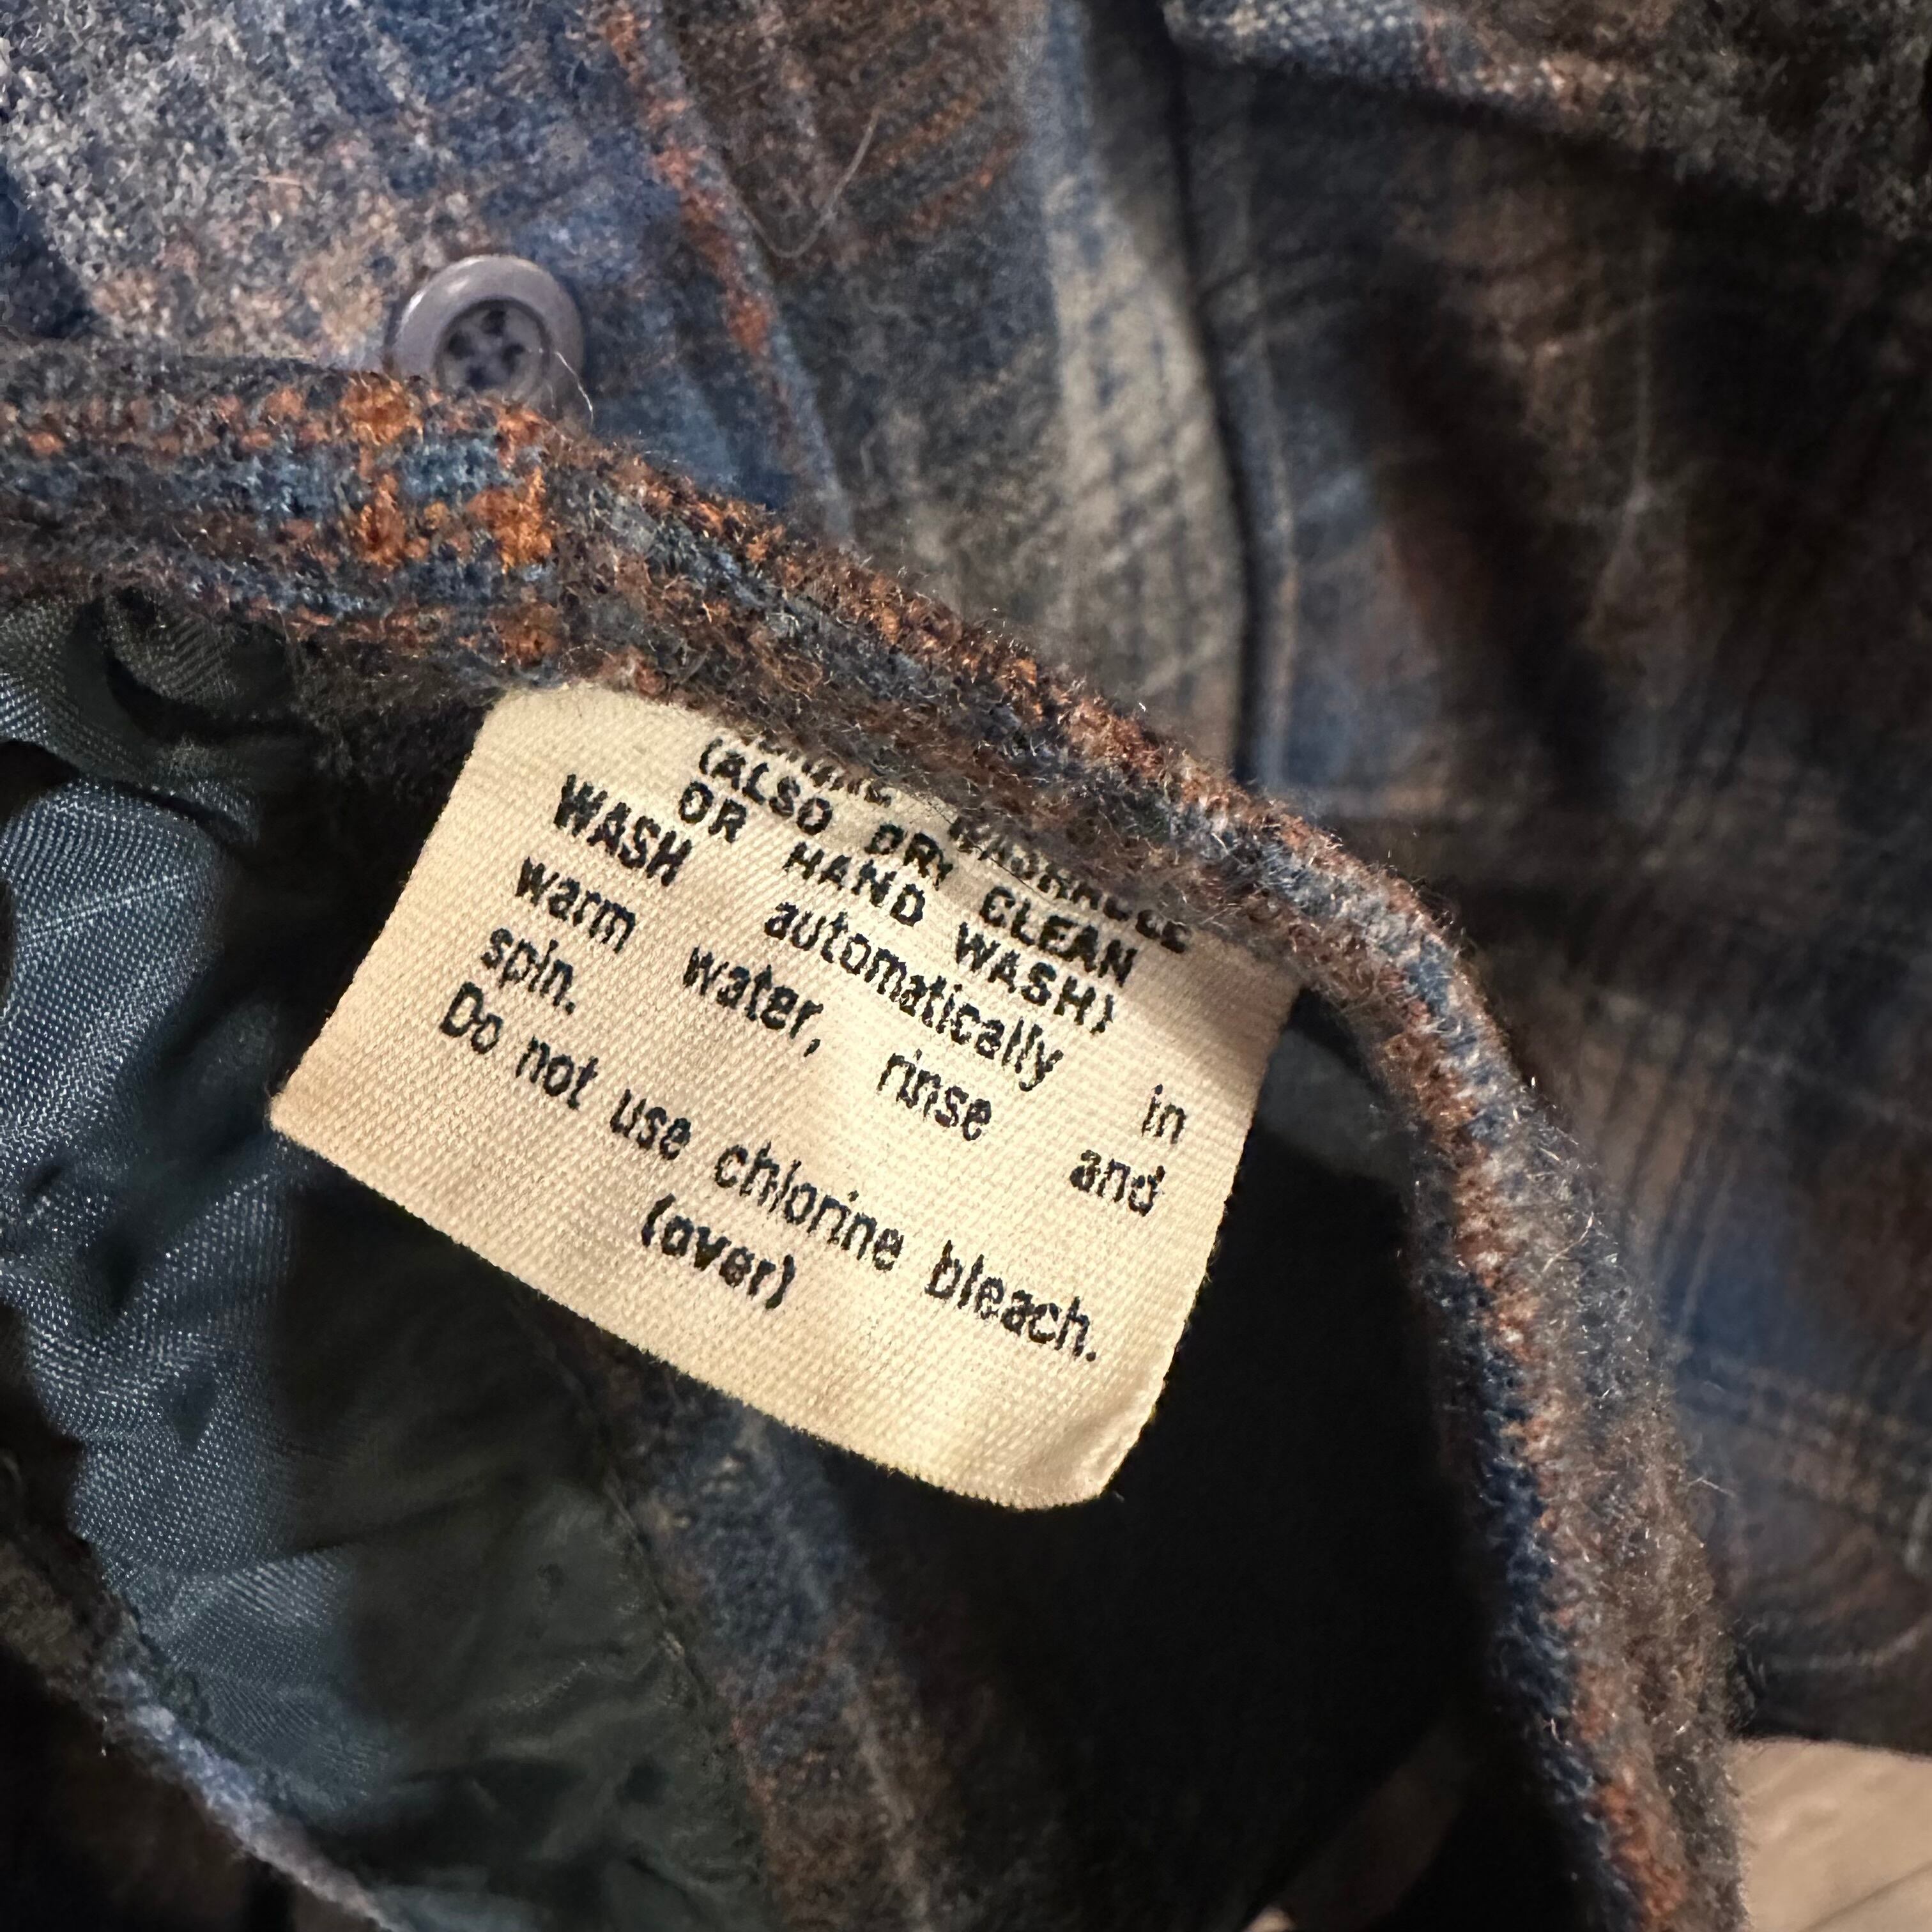 (ALSO DRY CLEAN
OR HAND WASH)
WASH automatically in
warm water, rinse and
spin.
Do not use chlorine bleach.
(over)